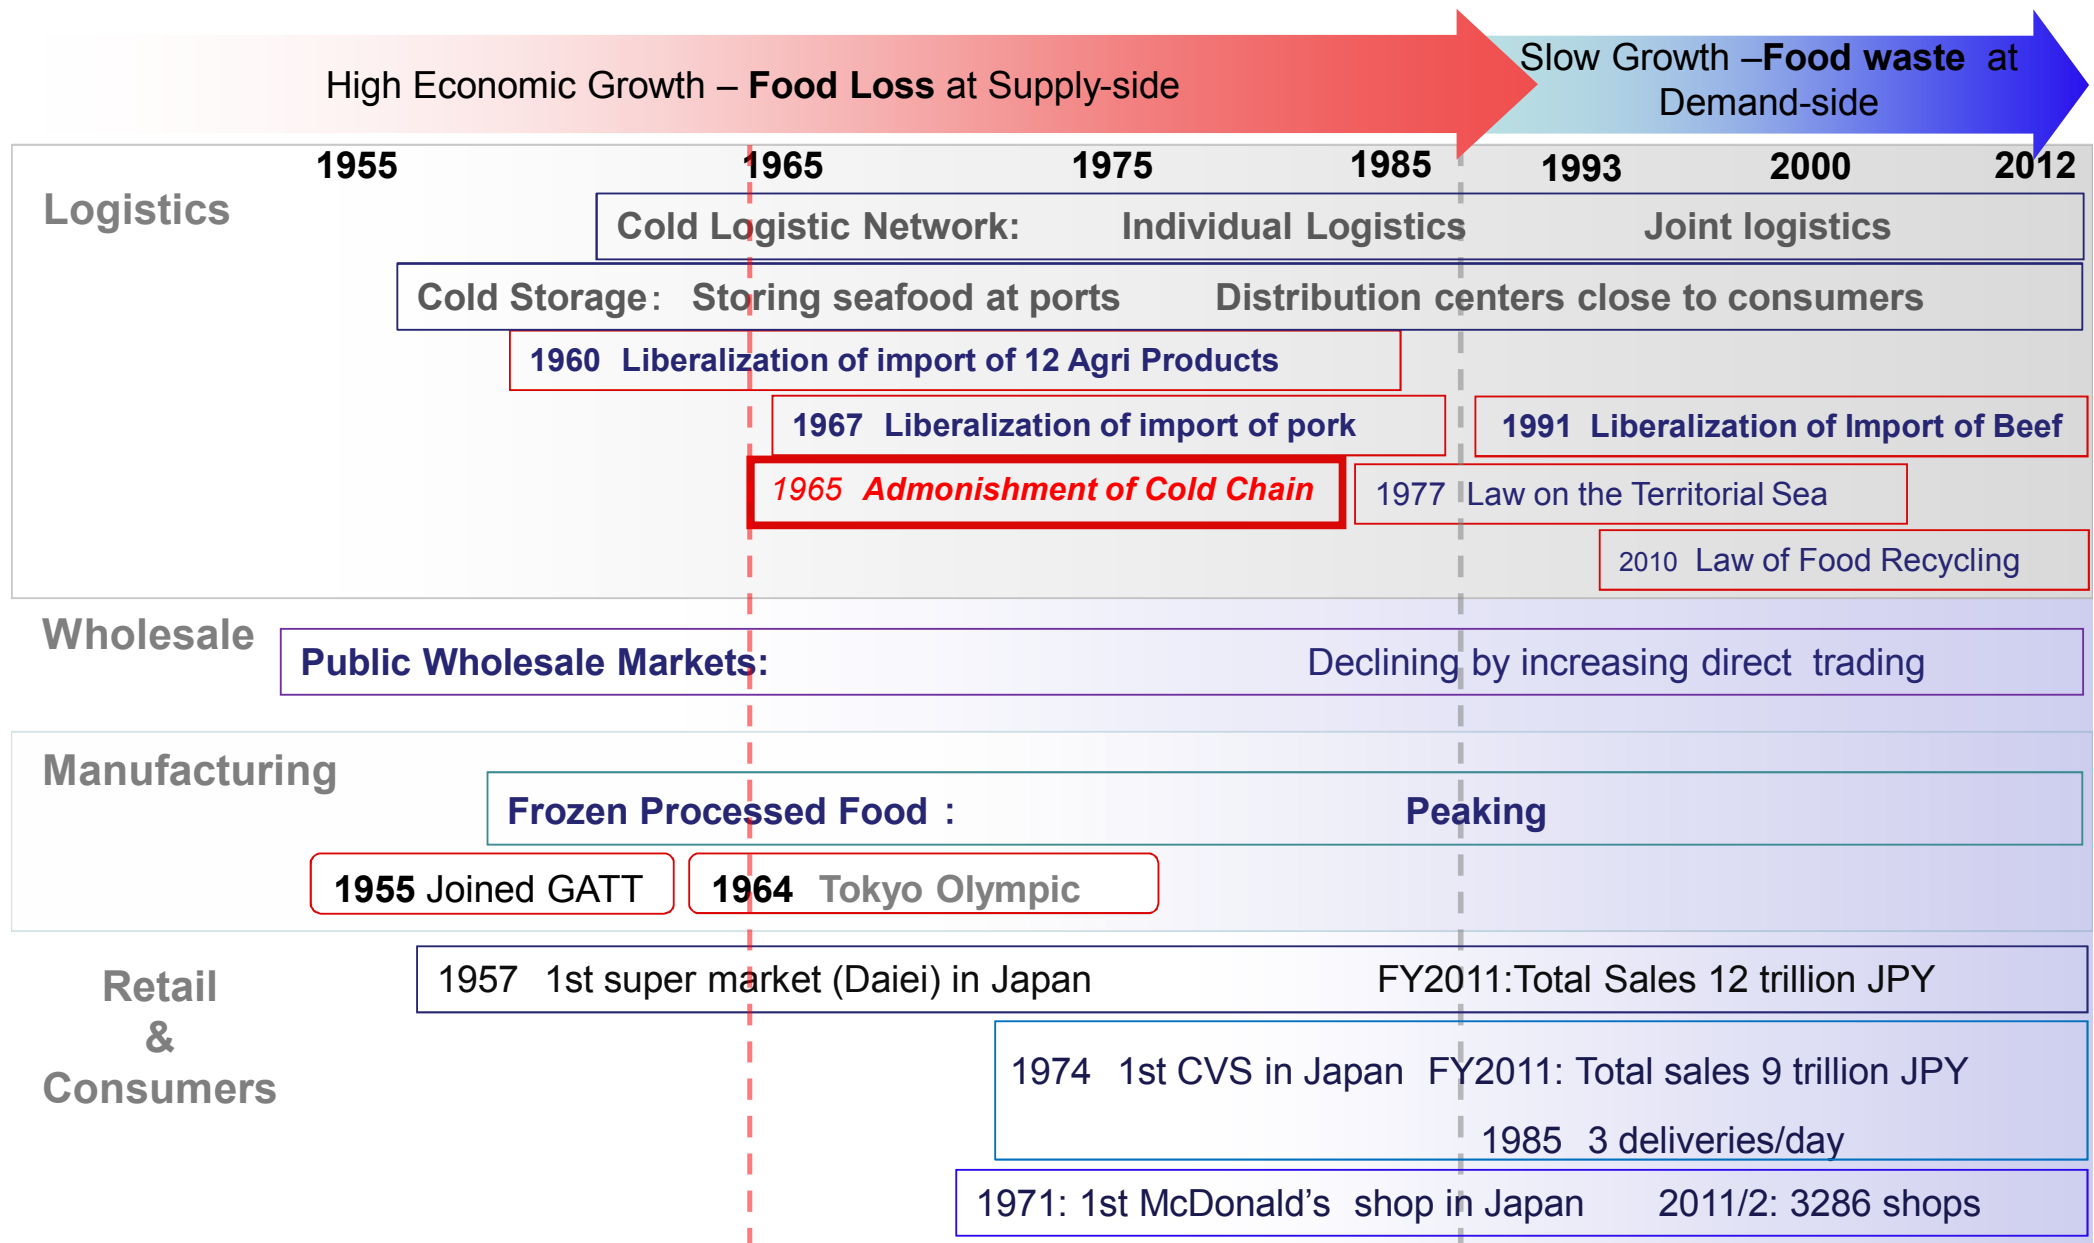 High Economic Growth – Food Loss at Supply-side
Slow Growth –Food waste at
Demand-side
1955 1965 1975 1985 1993 2000 2012
Logistics
Cold Logistic Network: Individual Logistics Joint logistics
Cold Storage: Storing seafood at ports Distribution centers close to consumers
1960 Liberalization of import of 12 Agri Products
1967 Liberalization of import of pork
1991 Liberalization of Import of Beef
1965 Admonishment of Cold Chain
1977 Law on the Territorial Sea
2010 Law of Food Recycling
Wholesale
Public Wholesale Markets: Declining by increasing direct trading
Manufacturing
Frozen Processed Food : Peaking
1955 Joined GATT
1964 Tokyo Olympic
Retail
&
Consumers
1957 1st super market (Daiei) in Japan FY2011:Total Sales 12 trillion JPY
1974 1st CVS in Japan FY2011: Total sales 9 trillion JPY
1985 3 deliveries/day
1971: 1st McDonald’s shop in Japan 2011/2: 3286 shops